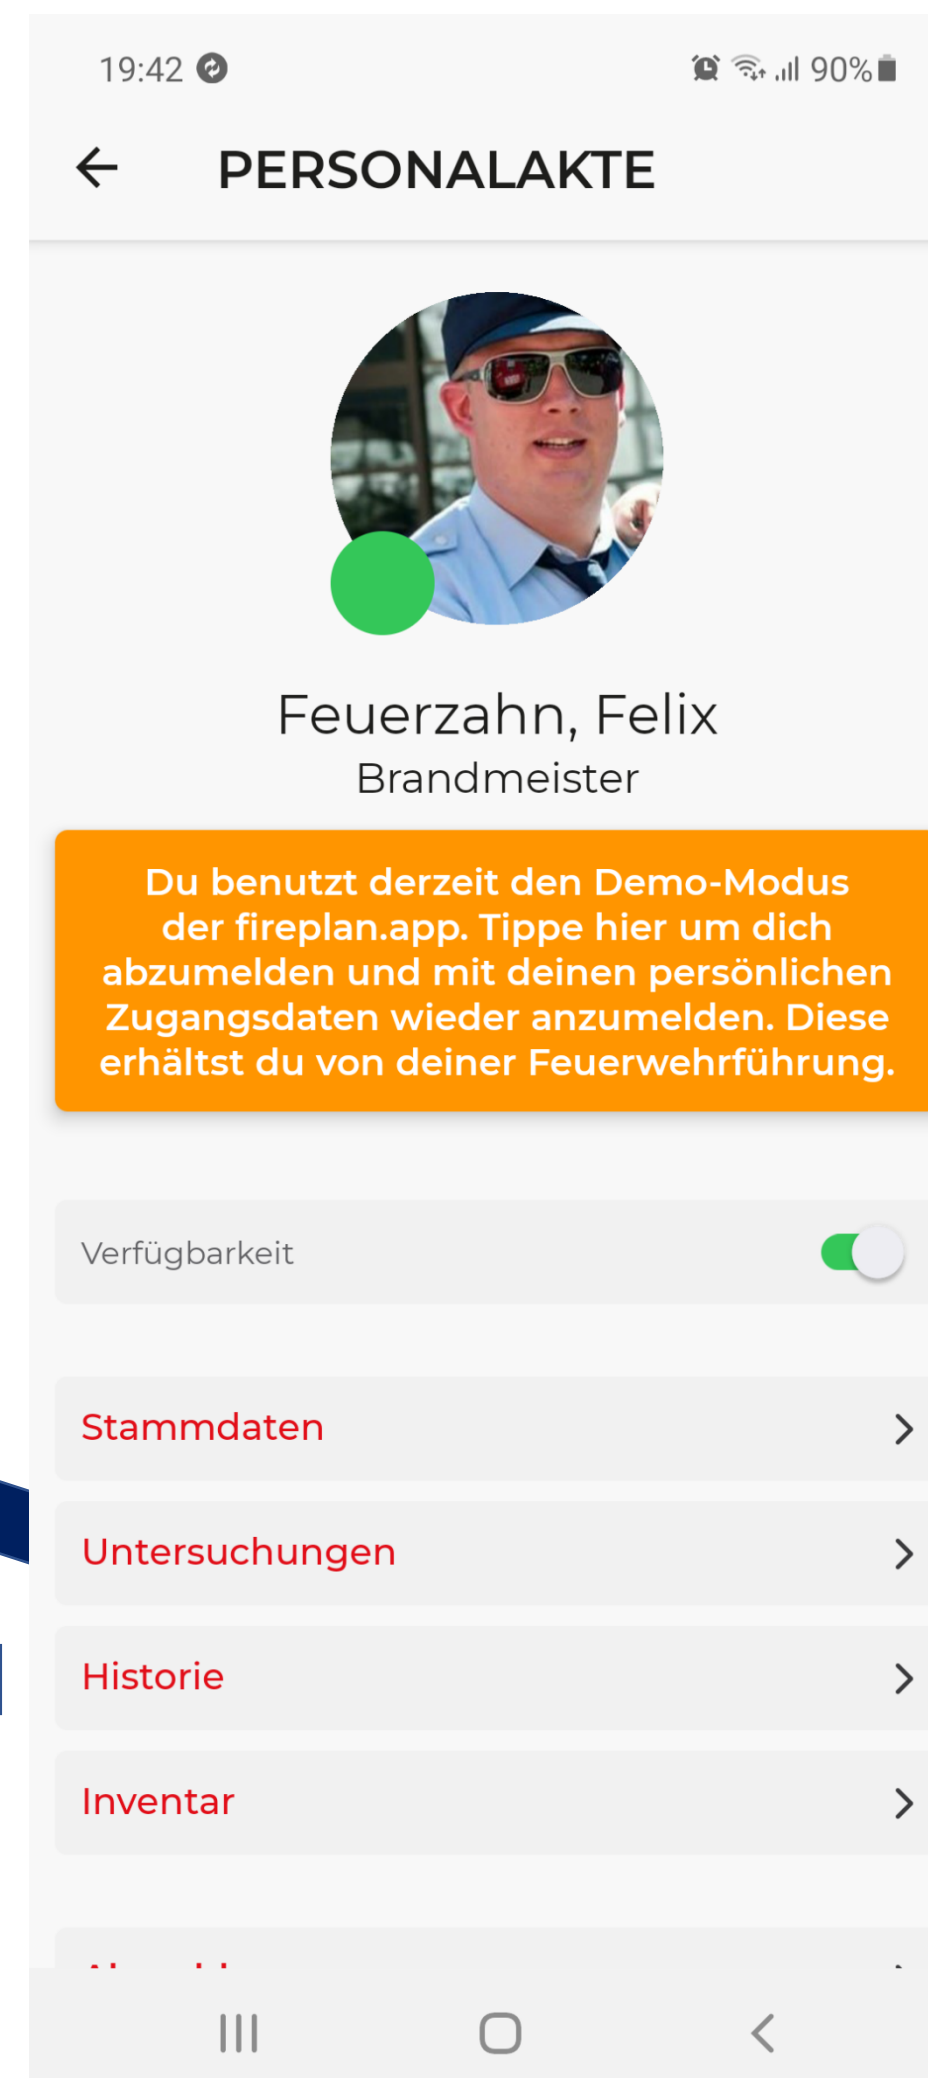 19:42
90%
PERSONALAKTE
Feuerzahn, Felix
Brandmeister
Du benutzt derzeit den Demo-Modus
der fireplan.app. Tippe hier um dich
abzumelden und mit deinen persönlichen
Zugangsdaten wieder anzumelden. Diese
erhältst du von deiner Feuerwehrführung.
Verfügbarkeit
Stammdaten
Untersuchungen
Historie
Inventar